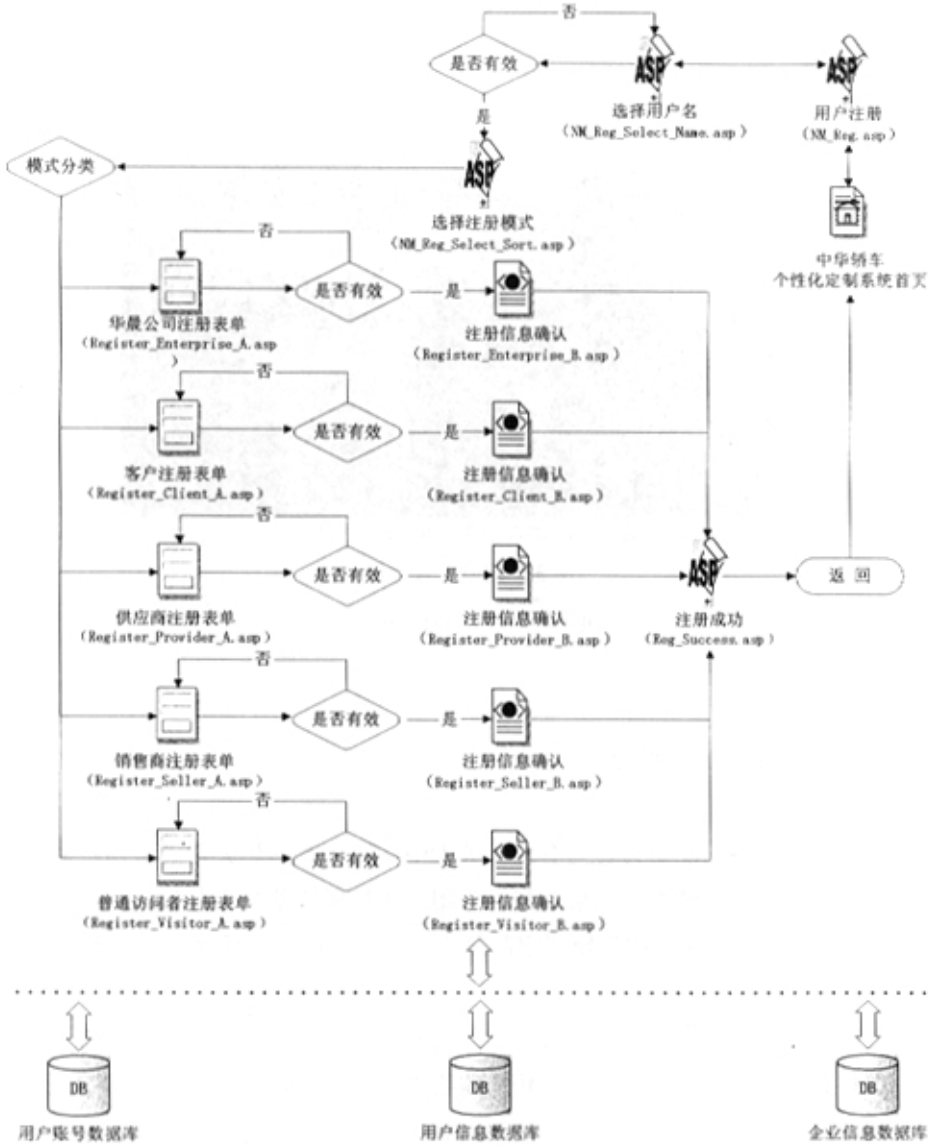 否
是否有效
ASP
ASP
选择用户名
(NM_Reg_Select_Name.asp)
用户注册
(NM_Reg.asp)
是
模式分类
ASP
选择注册模式
(NM_Reg_Select_Sort.asp)
中华轿车
个性化定制系统首页
否
是否有效
是
华晨公司注册表单
(Register_Enterprise_A.asp
)
注册信息确认
(Register_Enterprise_B.asp)
否
是否有效
是
客户注册表单
(Register_Client_A.asp)
注册信息确认
(Register_Client_B.asp)
否
是否有效
是
ASP
返 回
供应商注册表单
(Register_Provider_A.asp)
注册信息确认
(Register_Provider_B.asp)
注册成功
(Reg_Success.asp)
否
是否有效
是
销售商注册表单
(Register_Seller_A.asp)
注册信息确认
(Register_Seller_B.asp)
否
是否有效
是
普通访问者注册表单
(Register_Visitor_A.asp)
注册信息确认
(Register_Visitor_B.asp)
DB
DB
DB
用户账号数据库
用户信息数据库
企业信息数据库